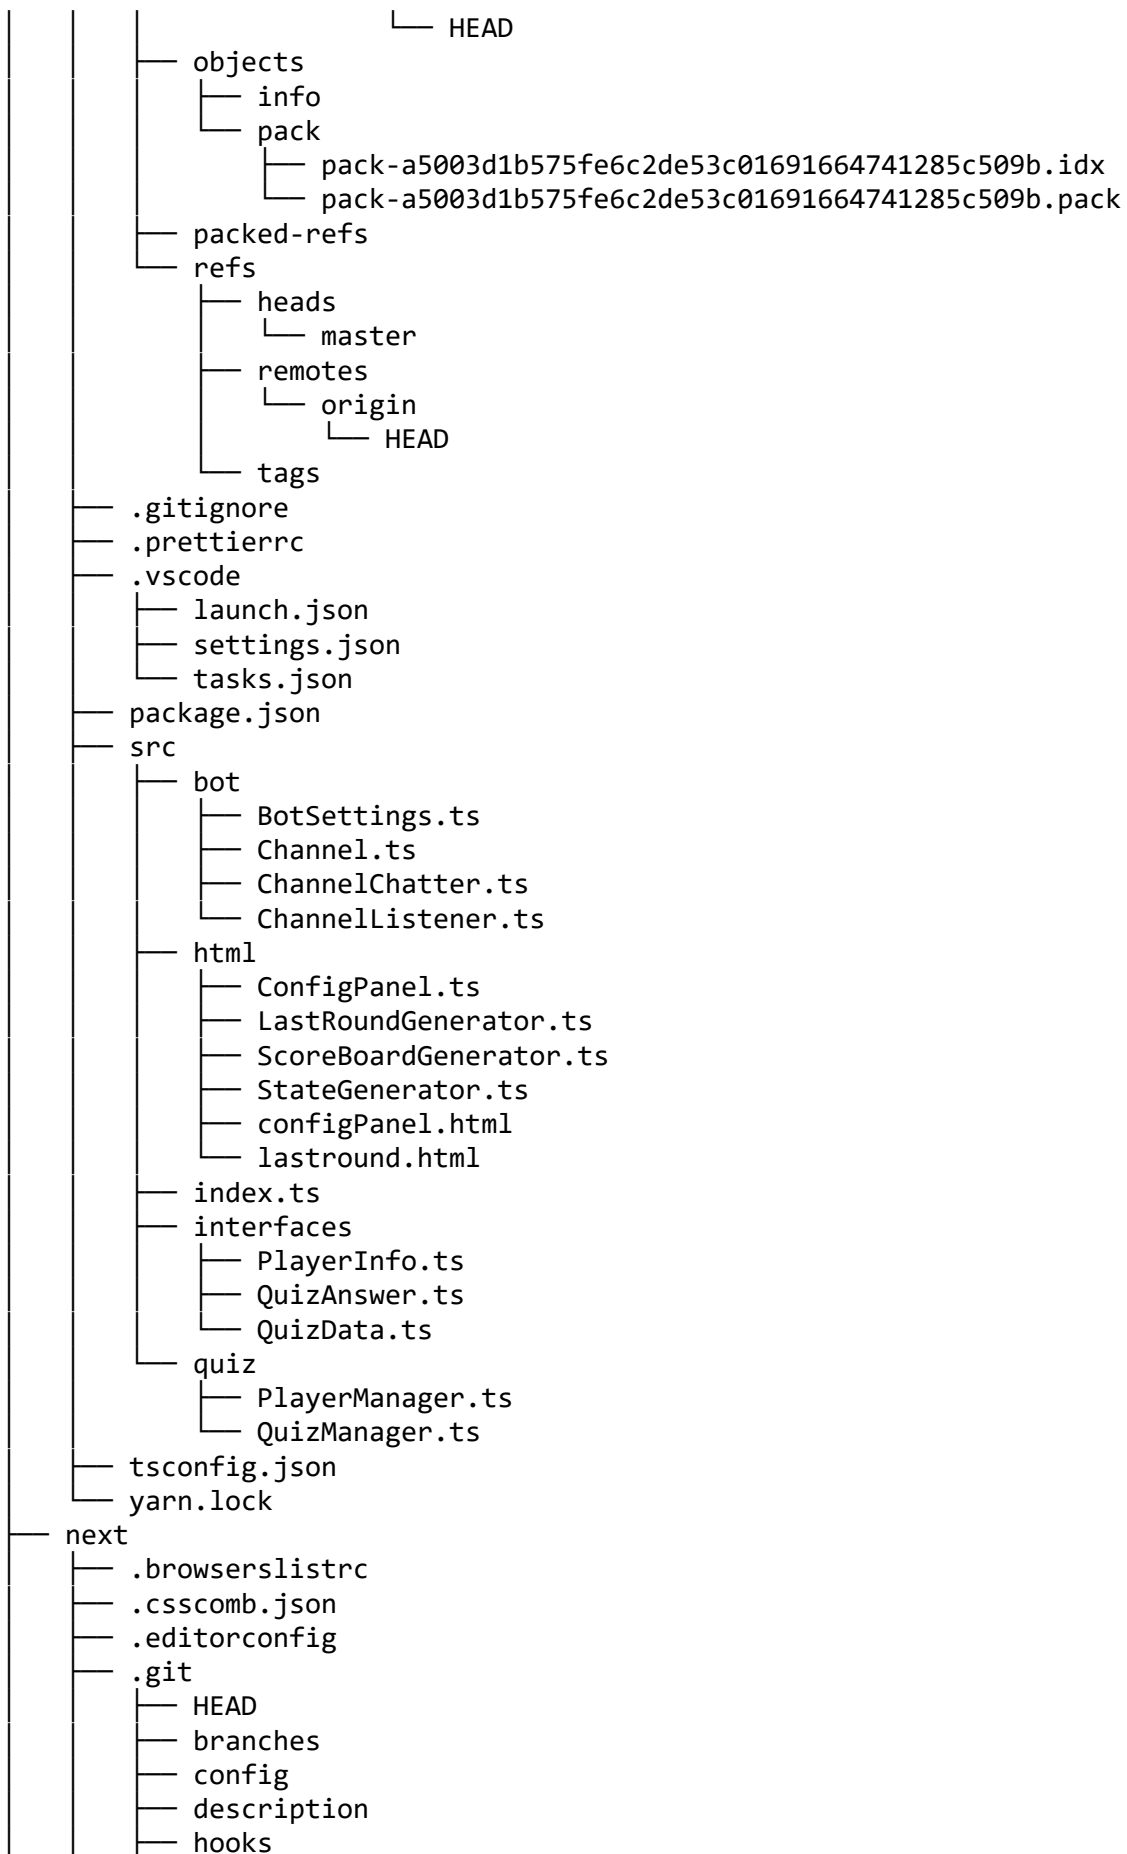 │   │   │               └── HEAD
│   │   ├── objects
│   │   │   ├── info
│   │   │   └── pack
│   │   │       ├── pack-a5003d1b575fe6c2de53c01691664741285c509b.idx
│   │   │       └── pack-a5003d1b575fe6c2de53c01691664741285c509b.pack
│   │   ├── packed-refs
│   │   └── refs
│   │       ├── heads
│   │       │   └── master
│   │       ├── remotes
│   │       │   └── origin
│   │       │       └── HEAD
│   │       └── tags
│   ├── .gitignore
│   ├── .prettierrc
│   ├── .vscode
│   │   ├── launch.json
│   │   ├── settings.json
│   │   └── tasks.json
│   ├── package.json
│   ├── src
│   │   ├── bot
│   │   │   ├── BotSettings.ts
│   │   │   ├── Channel.ts
│   │   │   ├── ChannelChatter.ts
│   │   │   └── ChannelListener.ts
│   │   ├── html
│   │   │   ├── ConfigPanel.ts
│   │   │   ├── LastRoundGenerator.ts
│   │   │   ├── ScoreBoardGenerator.ts
│   │   │   ├── StateGenerator.ts
│   │   │   ├── configPanel.html
│   │   │   └── lastround.html
│   │   ├── index.ts
│   │   ├── interfaces
│   │   │   ├── PlayerInfo.ts
│   │   │   ├── QuizAnswer.ts
│   │   │   └── QuizData.ts
│   │   └── quiz
│   │       ├── PlayerManager.ts
│   │       └── QuizManager.ts
│   ├── tsconfig.json
│   └── yarn.lock
├── next
│   ├── .browserslistrc
│   ├── .csscomb.json
│   ├── .editorconfig
│   ├── .git
│   │   ├── HEAD
│   │   ├── branches
│   │   ├── config
│   │   ├── description
│   │   ├── hooks